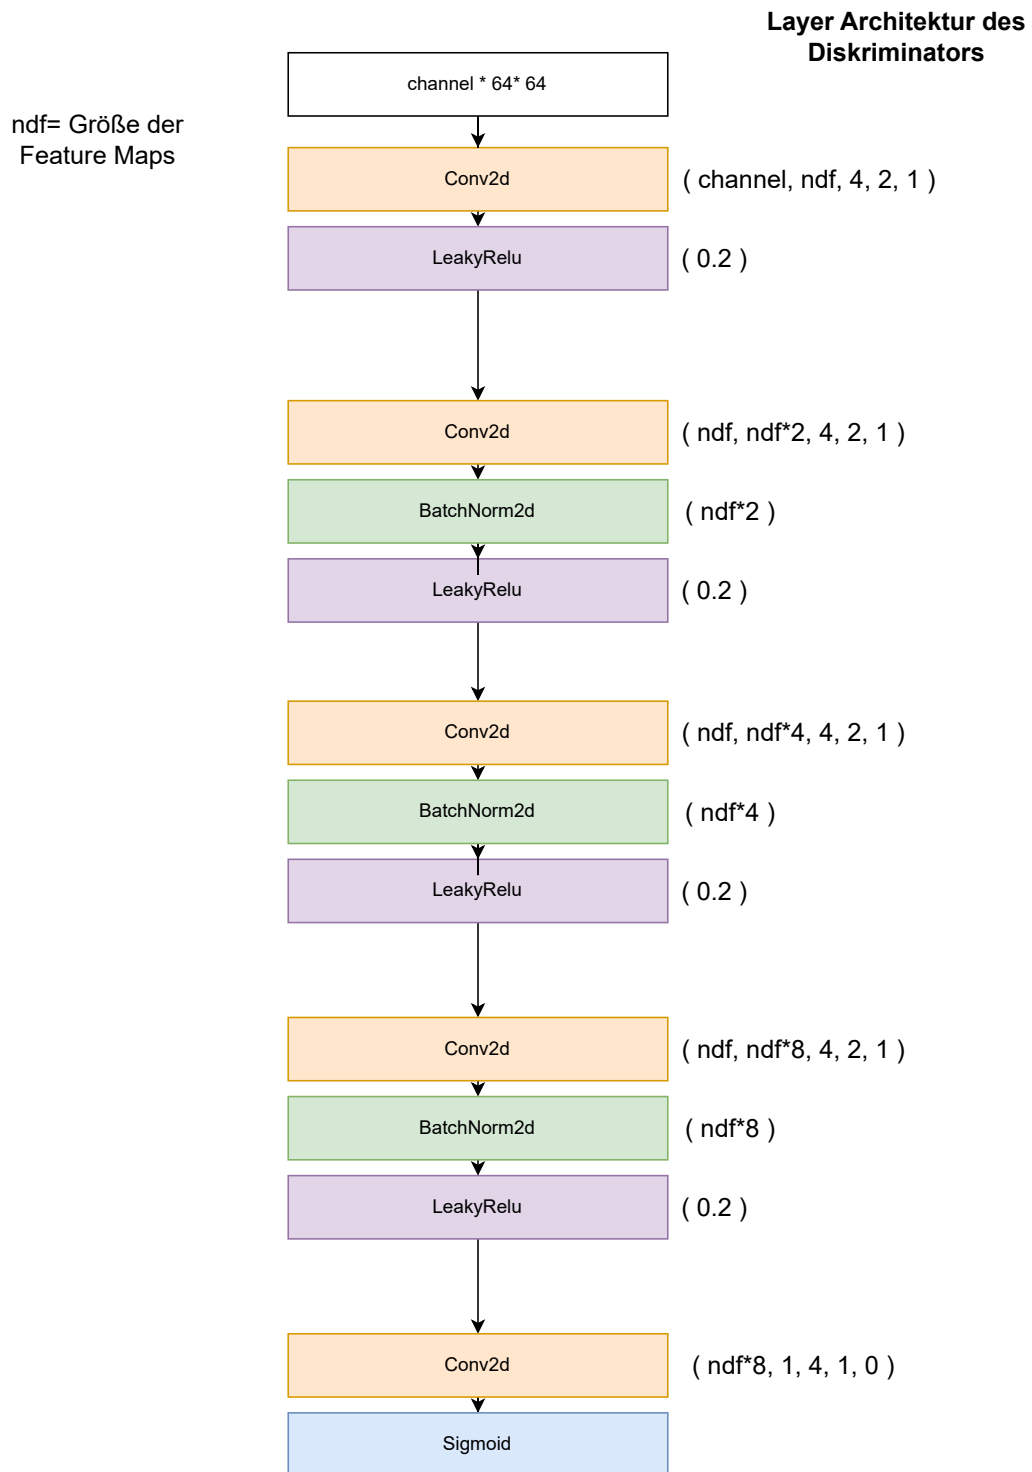 Layer Architektur des
Diskriminators
channel * 64* 64
ndf= Größe der
Feature Maps
Conv2d
( channel, ndf, 4, 2, 1 )
LeakyRelu
( 0.2 )
Conv2d
( ndf, ndf*2, 4, 2, 1 )
BatchNorm2d
( ndf*2 )
LeakyRelu
( 0.2 )
Conv2d
( ndf, ndf*4, 4, 2, 1 )
BatchNorm2d
( ndf*4 )
LeakyRelu
( 0.2 )
Conv2d
( ndf, ndf*8, 4, 2, 1 )
BatchNorm2d
( ndf*8 )
LeakyRelu
( 0.2 )
Conv2d
( ndf*8, 1, 4, 1, 0 )
Sigmoid